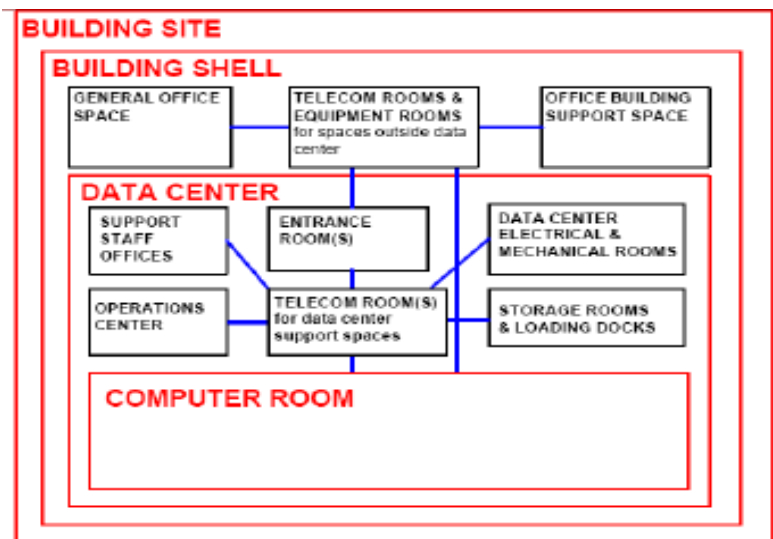 BUILDING SITE
BUILDING SHELL
GENERAL OFFICE
SPACE
TELECOM ROOMS &
EQUIPMENT ROOMS
for spaces outside data
center
OFFICE BUILDING
SUPPORT SPACE
DATA CENTER
SUPPORT
STAFF
OFFICES
ENTRANCE
ROOM(S)
DATA CENTER
ELECTRICAL &
MECHANICAL ROOMS
OPERATIONS
CENTER
TELECOM ROOM(S)
for data center
support spaces
STORAGE ROOMS
& LOADING DOCKS
COMPUTER ROOM